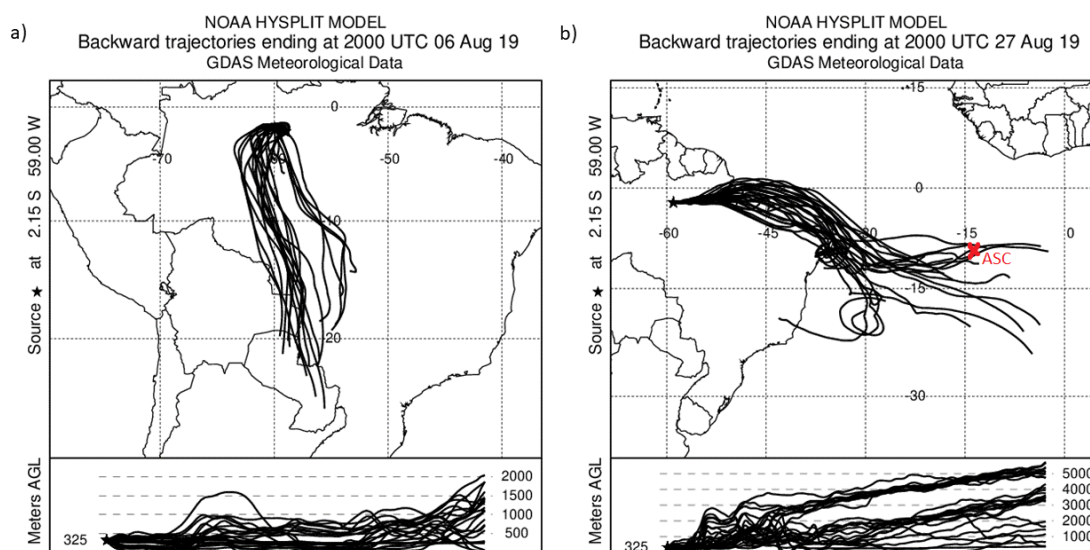 a)
NOAA HYSPLIT MODEL
Backward trajectories ending at 2000 UTC 06 Aug 19
GDAS Meteorological Data
Source ★ at 2.15 S 59.00 W
0
-70
-50
-40
20
Meters AGL
2000
1500
1000
500
325
b)
NOAA HYSPLIT MODEL
Backward trajectories ending at 2000 UTC 27 Aug 19
GDAS Meteorological Data
Source ★ at 2.15 S 59.00 W
15
0
-60
-45
-30
-15
0
ASC
-15
-30
Meters AGL
5000
4000
3000
2000
1000
325